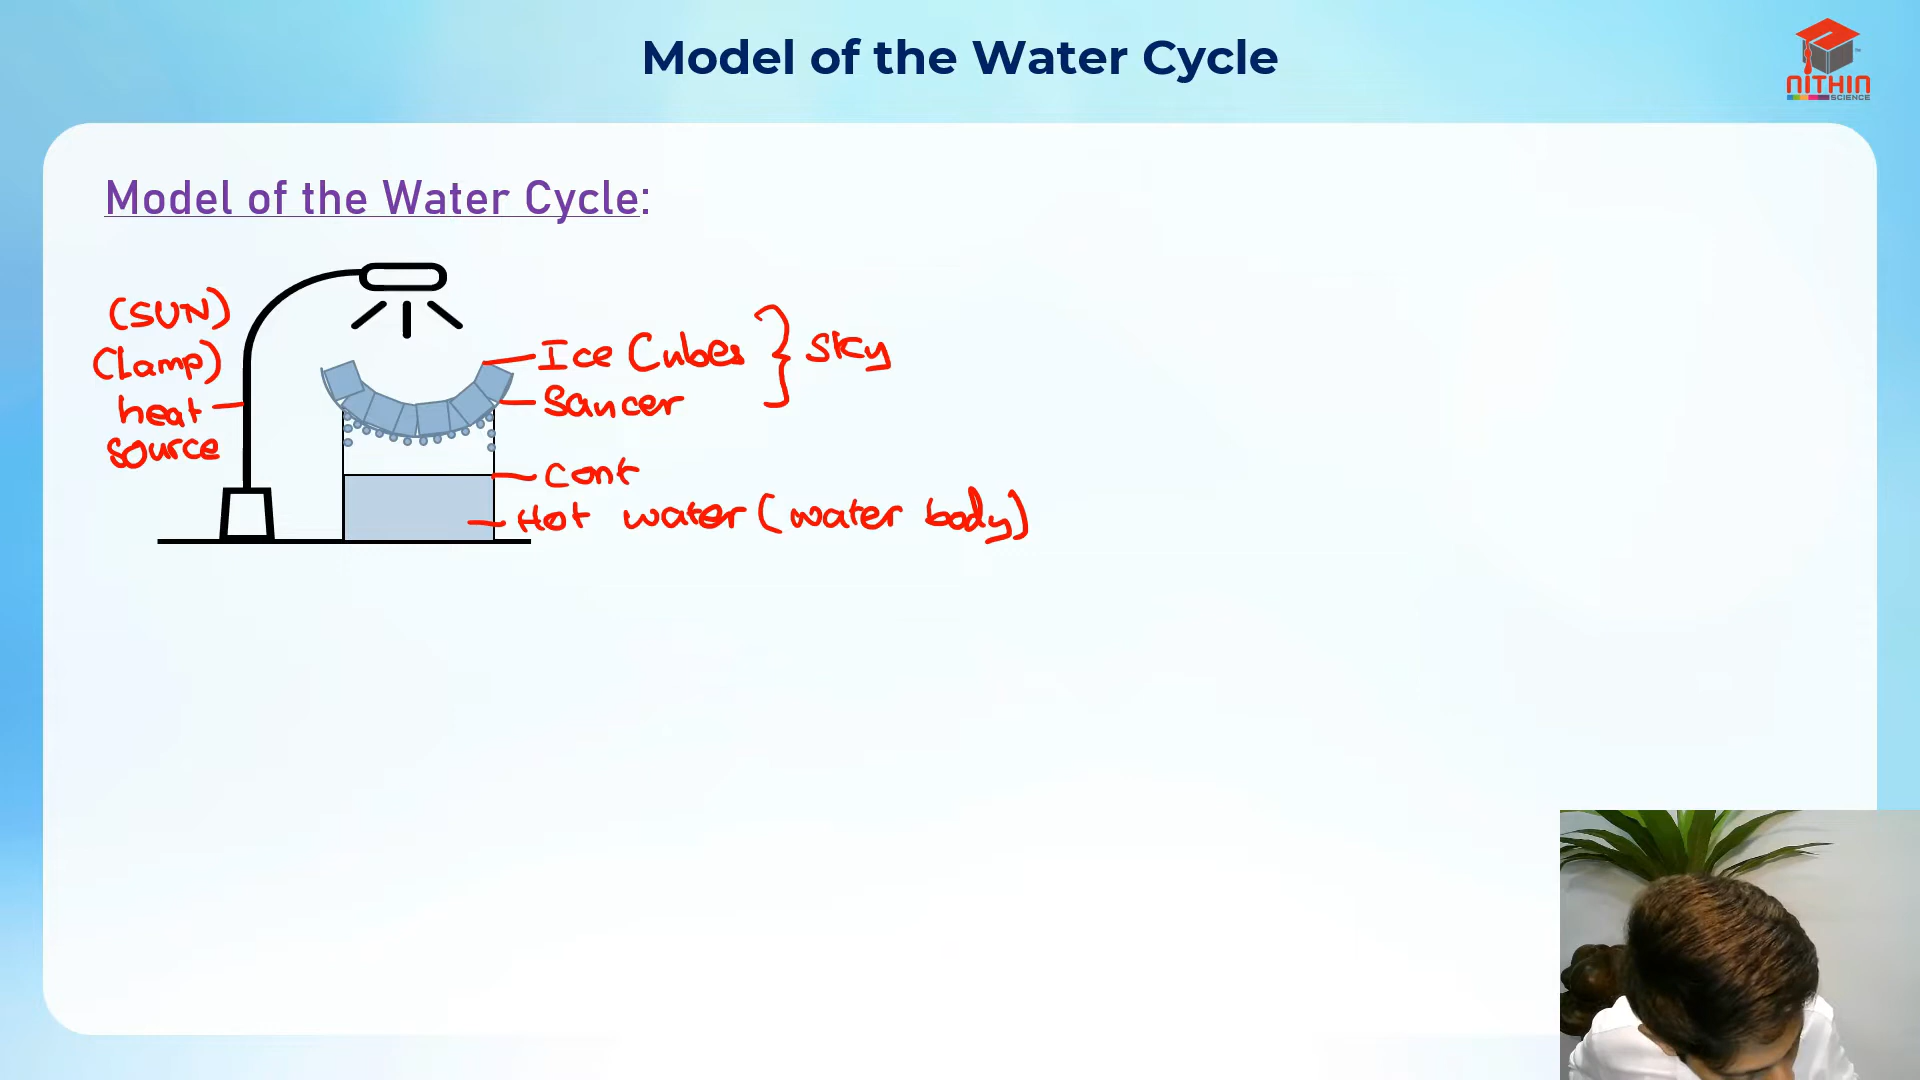 Model of the Water Cycle
NITHIN
SCIENCE
Model of the Water Cycle:
(SUN)
(lamp)
heat
source
Ice Cubes } Sky
Saucer
Cont
Hot water (water body)